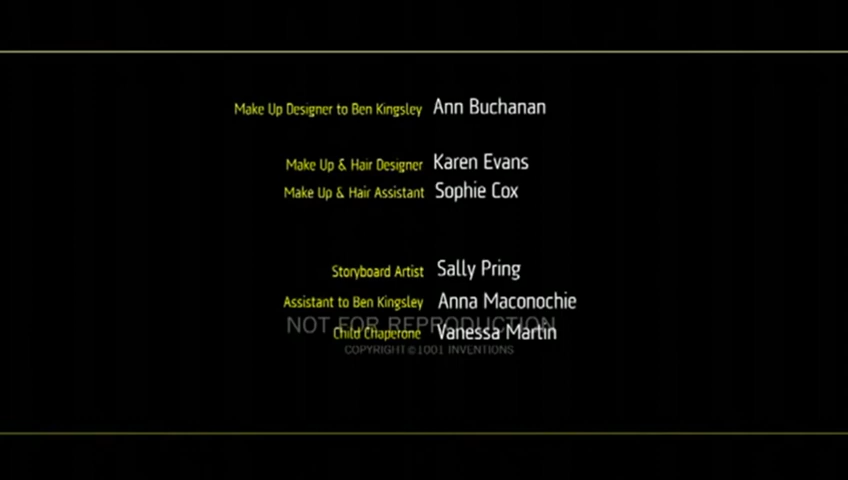 Make Up Designer to Ben Kingsley Ann Buchanan
Make Up & Hair Designer Karen Evans
Make Up & Hair Assistant Sophie Cox
Storyboard Artist Sally Pring
Assistant to Ben Kingsley Anna Maconochie
NOT FOR REPRODUCTION
Child Chaperone Vanessa Martin
COPYRIGHT©1001 INVENTIONS